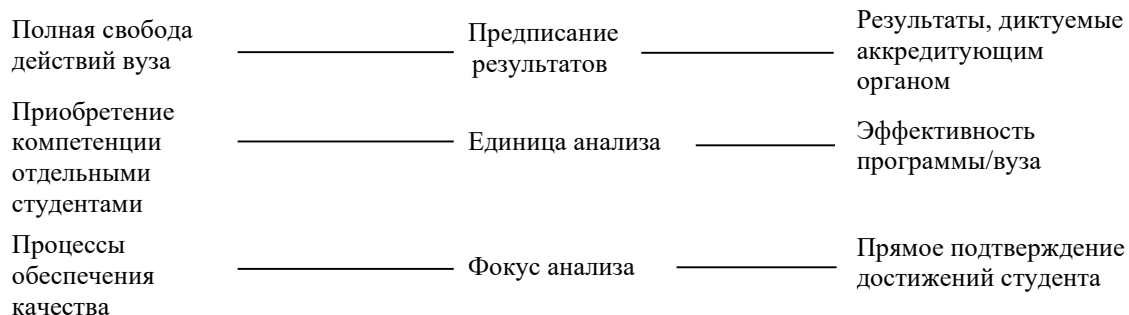 Полная свобода
действий вуза
Предписание
результатов
Результаты, диктуемые
аккредитующим
органом
Приобретение
компетенции
отдельными
студентами
Единица анализа
Эффективность
программы/вуза
Процессы
обеспечения
качества
Фокус анализа
Прямое подтверждение
достижений студента